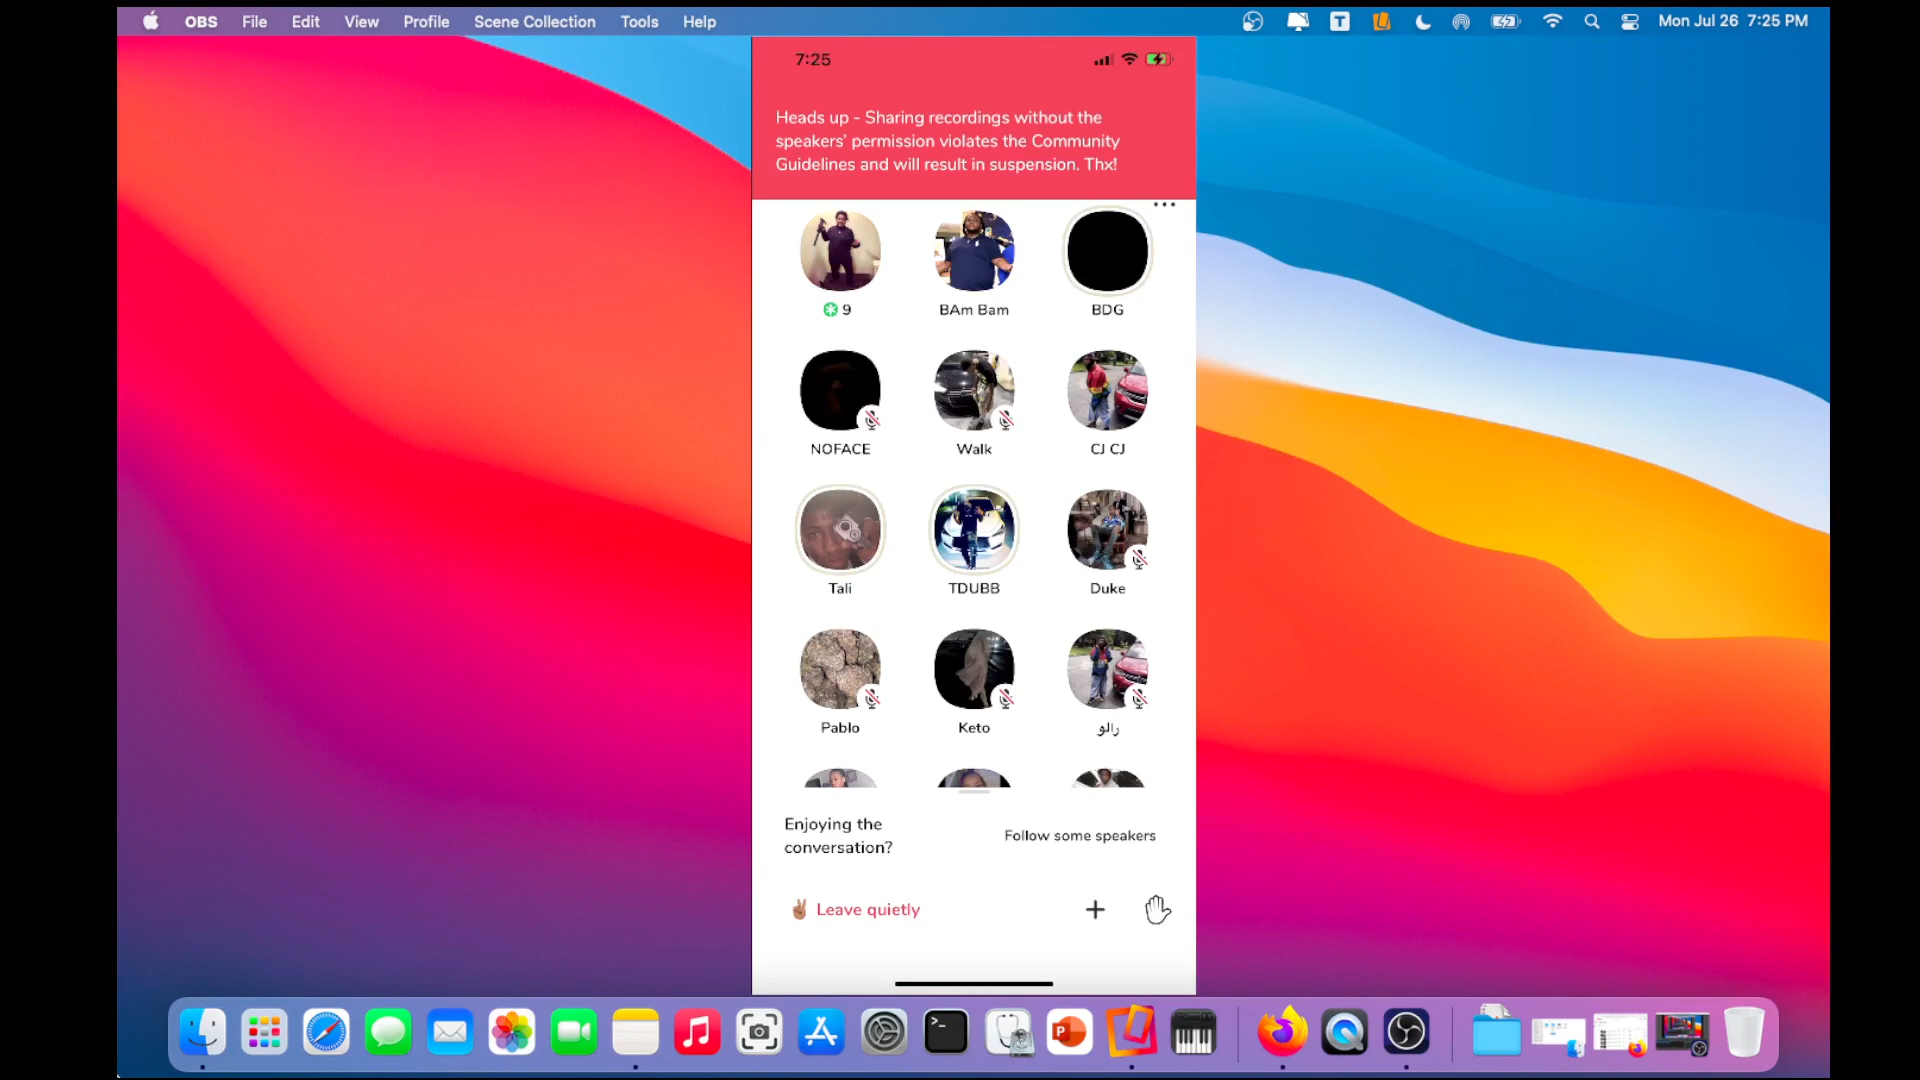 OBS File Edit View Profile Scene Collection Tools Help
T
Mon Jul 26 7:25 PM
7:25
Heads up - Sharing recordings without the
speakers’ permission violates the Community
Guidelines and will result in suspension. Thx!
9 BAm Bam BDG
NOFACE Walk CJ CJ
Tali TDUBB Duke
Pablo Keto رالو
Enjoying the
conversation?
Follow some speakers
Leave quietly